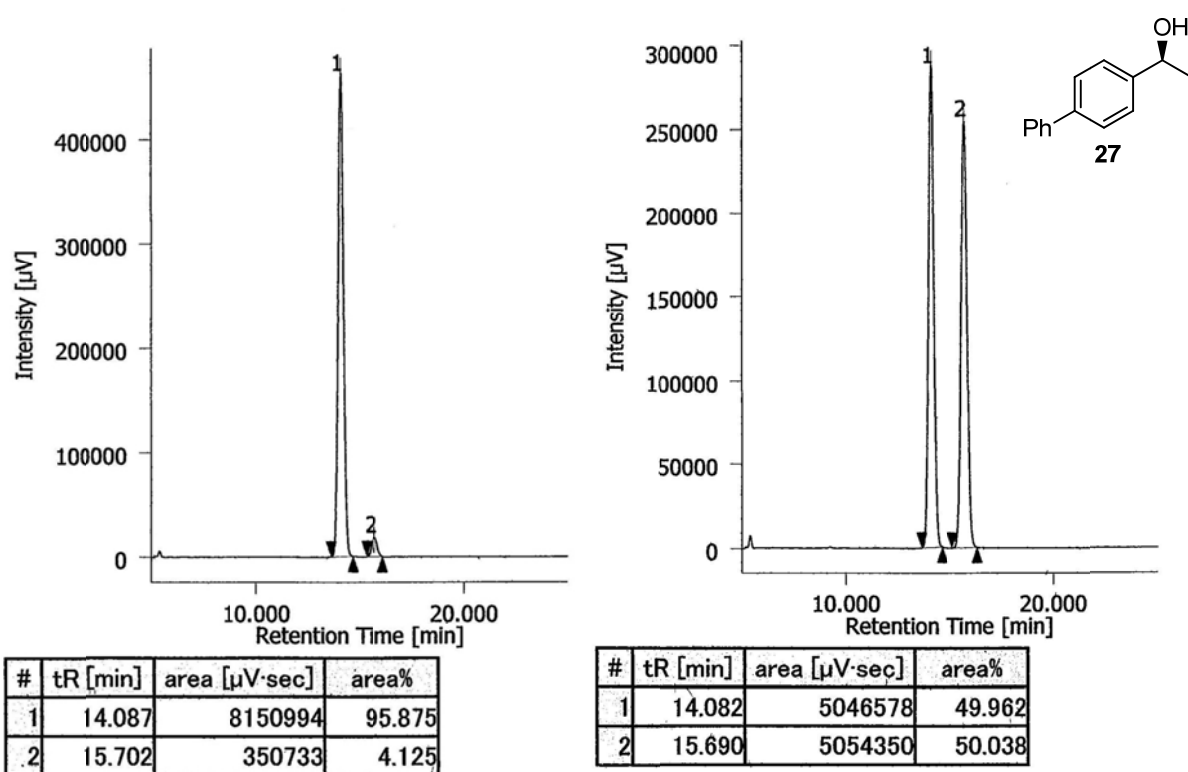 1
2
400000
300000
200000
100000
0
Intensity [µV]
10.000 20.000
Retention Time [min]
# tR [min] area [µV·sec] area%
1 14.087 8150994 95.875
2 15.702 350733 4.125
1
2
300000
250000
200000
150000
100000
50000
0
Intensity [µV]
10.000 20.000
Retention Time [min]
# tR [min] area [µV·sec] area%
1 14.082 5046578 49.962
2 15.690 5054350 50.038
OH
Ph
27